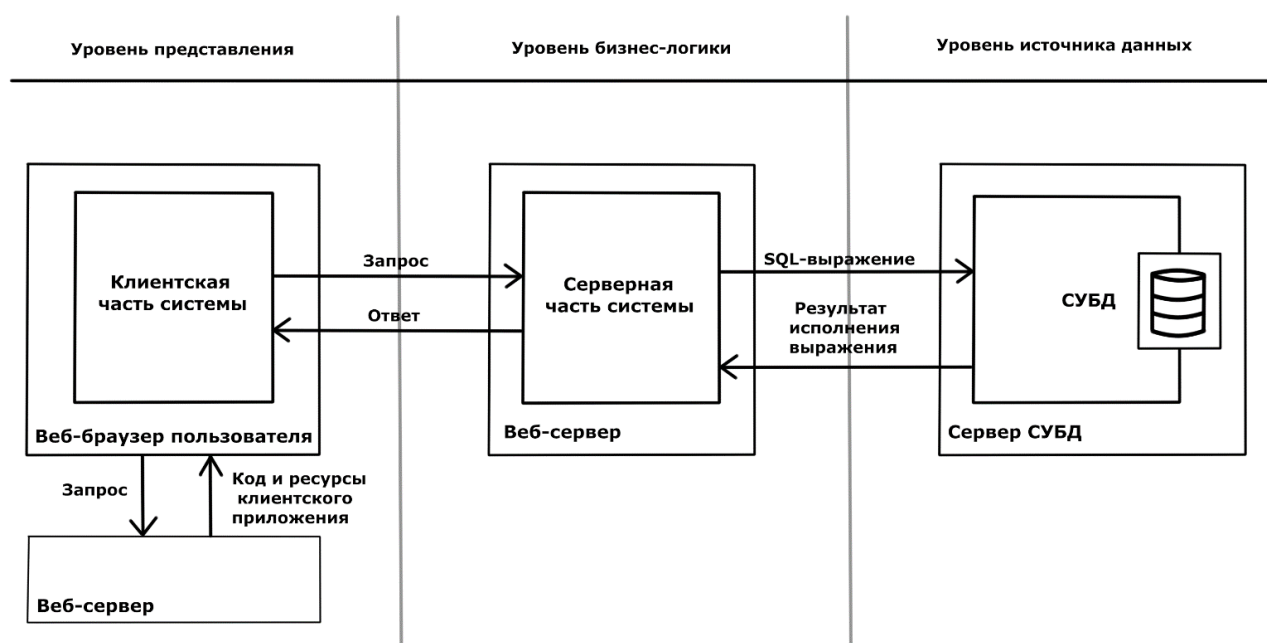 Уровень представления
Уровень бизнес-логики
Уровень источника данных
Клиентская
часть системы
Веб-браузер пользователя
Запрос
Ответ
Серверная
часть системы
Веб-сервер
SQL-выражение
Результат
исполнения
выражения
СУБД
Сервер СУБД
Запрос
Код и ресурсы
клиентского
приложения
Веб-сервер